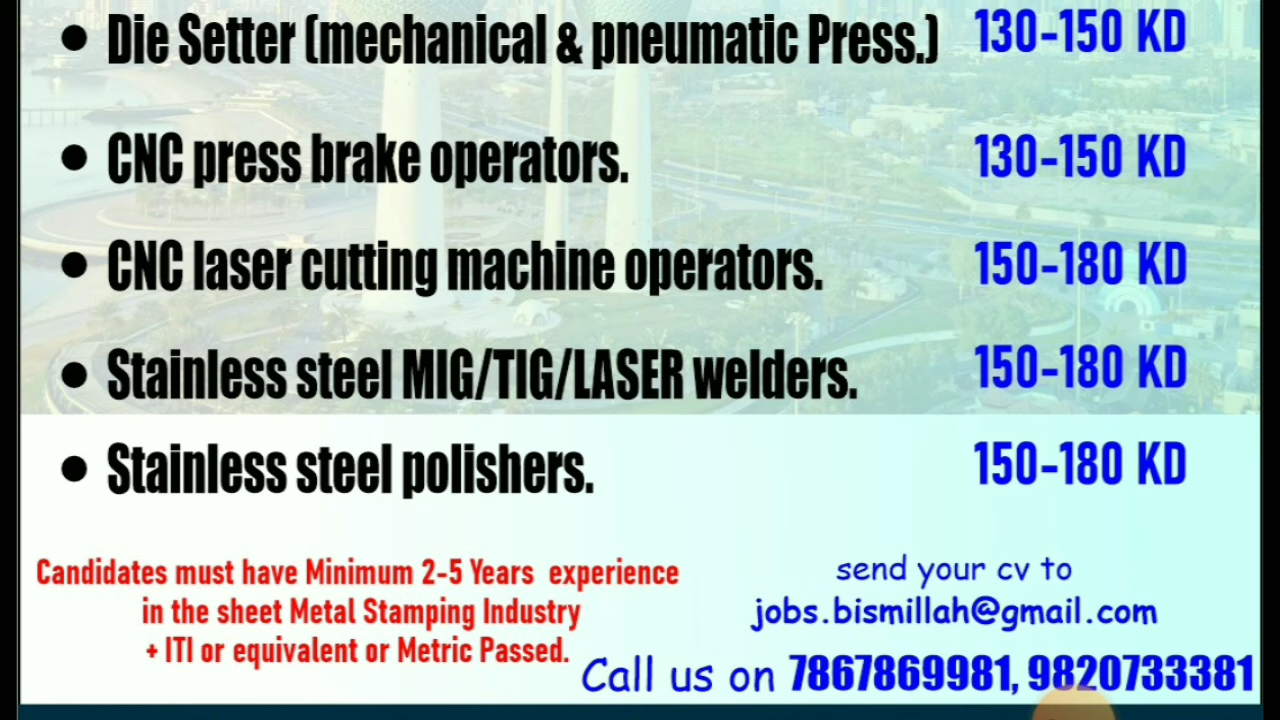 • Die Setter (mechanical & pneumatic Press.) 130-150 KD
• CNC press brake operators. 130-150 KD
• CNC laser cutting machine operators. 150-180 KD
• Stainless steel MIG/TIG/LASER welders. 150-180 KD
• Stainless steel polishers. 150-180 KD
Candidates must have Minimum 2-5 Years experience
in the sheet Metal Stamping Industry
+ ITI or equivalent or Metric Passed.
send your cv to
jobs.bismillah@gmail.com
Call us on 7867869981, 9820733381